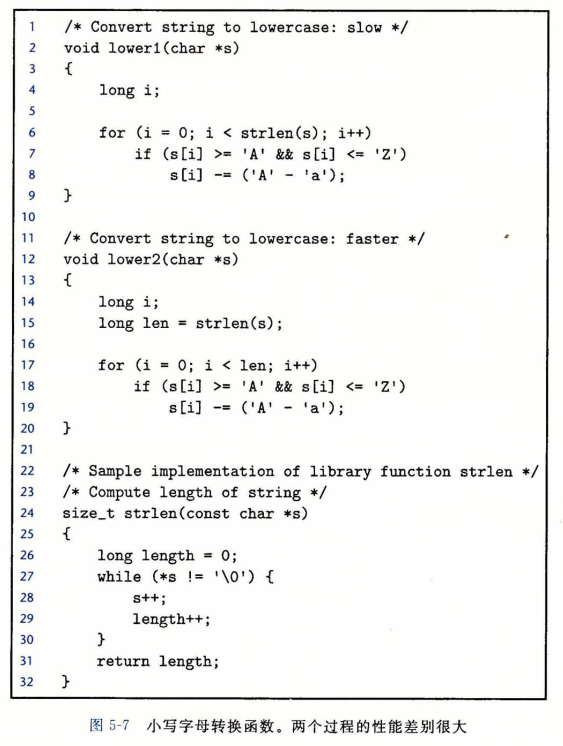 1 /* Convert string to lowercase: slow */
2 void lower1(char *s)
3 {
4     long i;
5
6     for (i = 0; i < strlen(s); i++)
7         if (s[i] >= 'A' && s[i] <= 'Z')
8             s[i] -= ('A' - 'a');
9 }
10
11 /* Convert string to lowercase: faster */
12 void lower2(char *s)
13 {
14     long i;
15     long len = strlen(s);
16
17     for (i = 0; i < len; i++)
18         if (s[i] >= 'A' && s[i] <= 'Z')
19             s[i] -= ('A' - 'a');
20 }
21
22 /* Sample implementation of library function strlen */
23 /* Compute length of string */
24 size_t strlen(const char *s)
25 {
26     long length = 0;
27     while (*s != '\0') {
28         s++;
29         length++;
30     }
31     return length;
32 }
图 5-7 小写字母转换函数。两个过程的性能差别很大